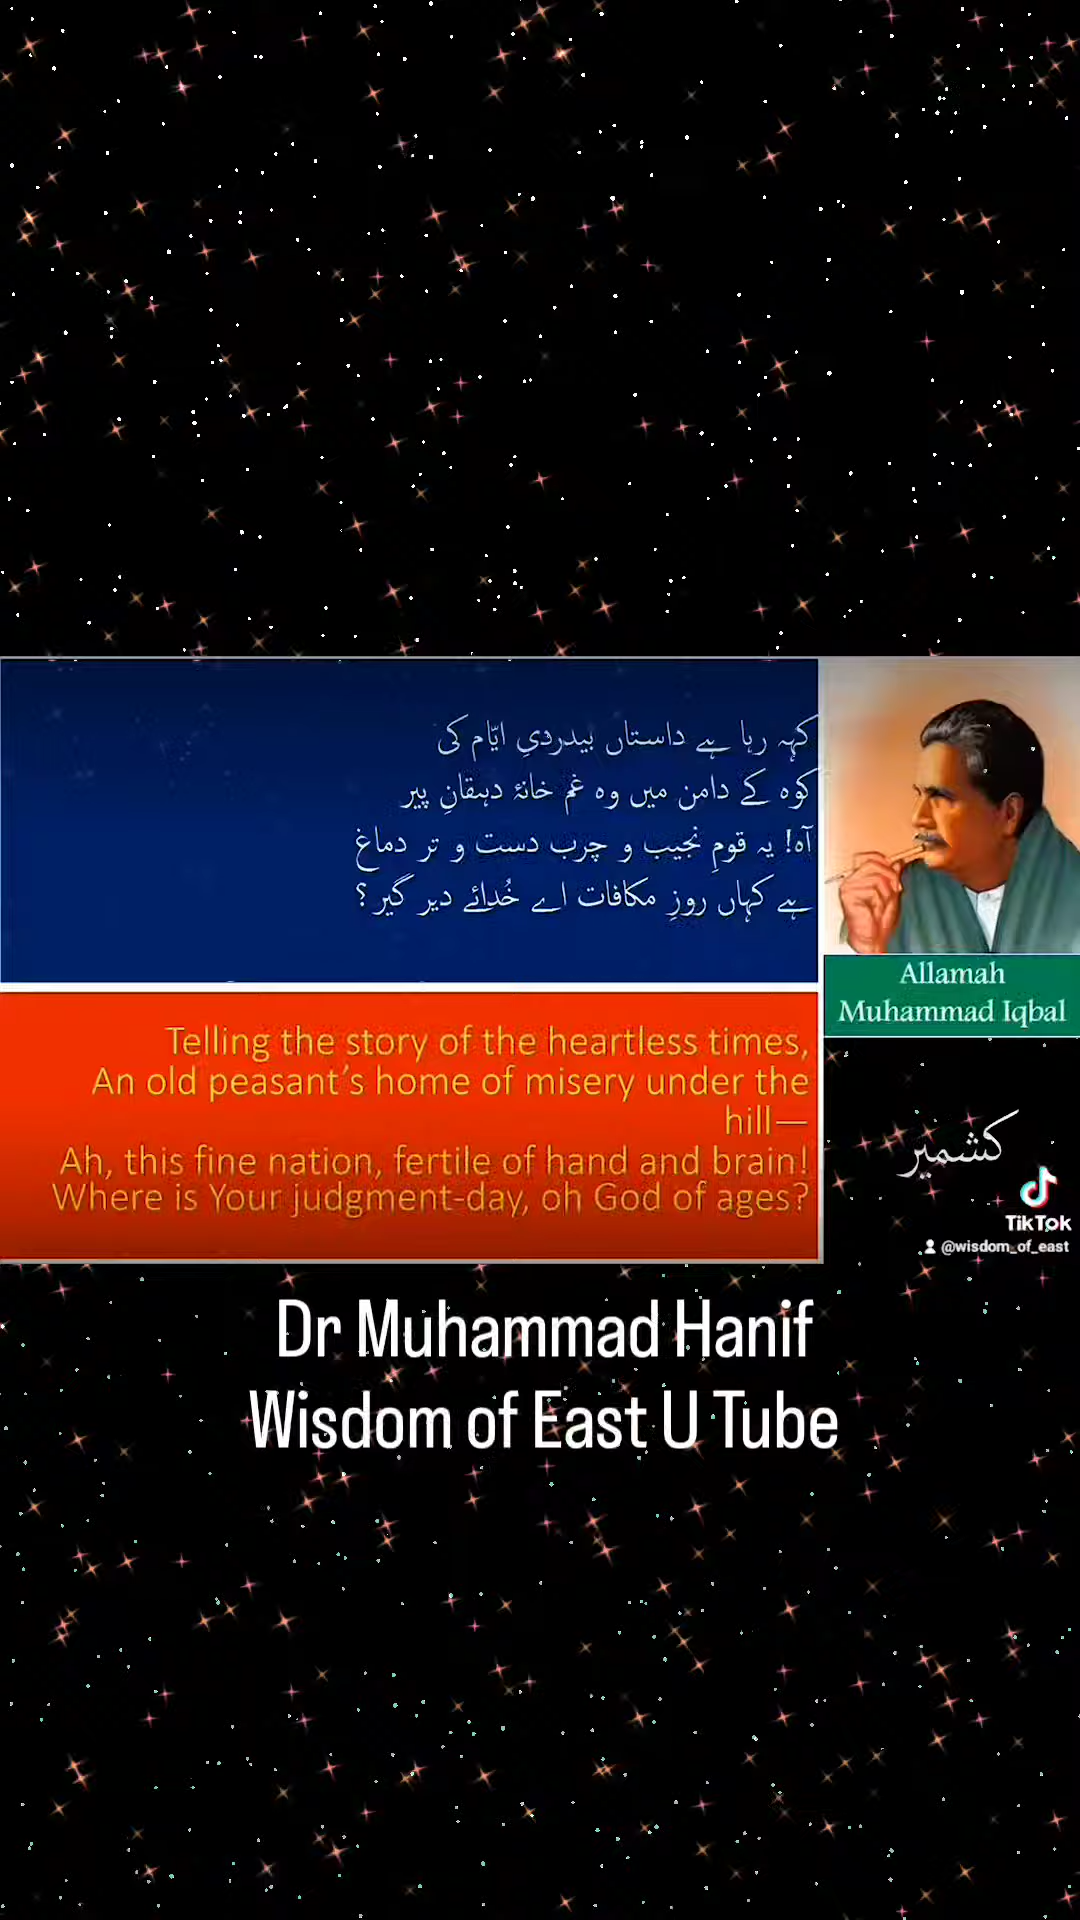 کہہ رہا ہے داستاں بیدردیِ ایّام کی
کوہ کے دامن میں وہ غم خانۂ دہقانِ پیر
آہ! یہ قومِ نجیب و چرب دست و تر دماغ
ہے کہاں روزِ مکافات اے خُدائے دیر گیر؟
Allamah
Muhammad Iqbal
Telling the story of the heartless times,
An old peasant’s home of misery under the
hill—
Ah, this fine nation, fertile of hand and brain!
Where is Your judgment-day, oh God of ages?
کشمیر
TikTok
@wisdom_of_east
Dr Muhammad Hanif
Wisdom of East U Tube